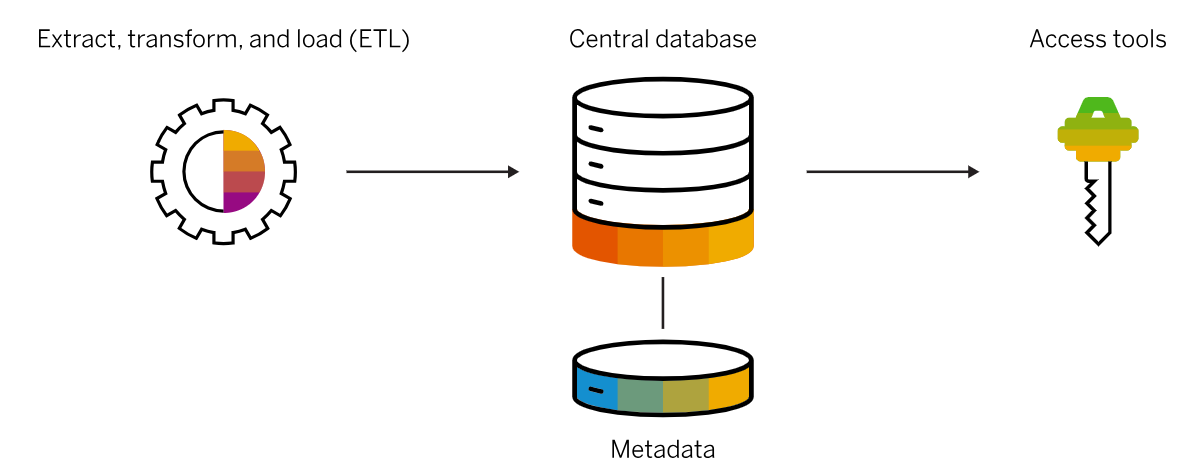 Extract, transform, and load (ETL)
Central database
Access tools
Metadata